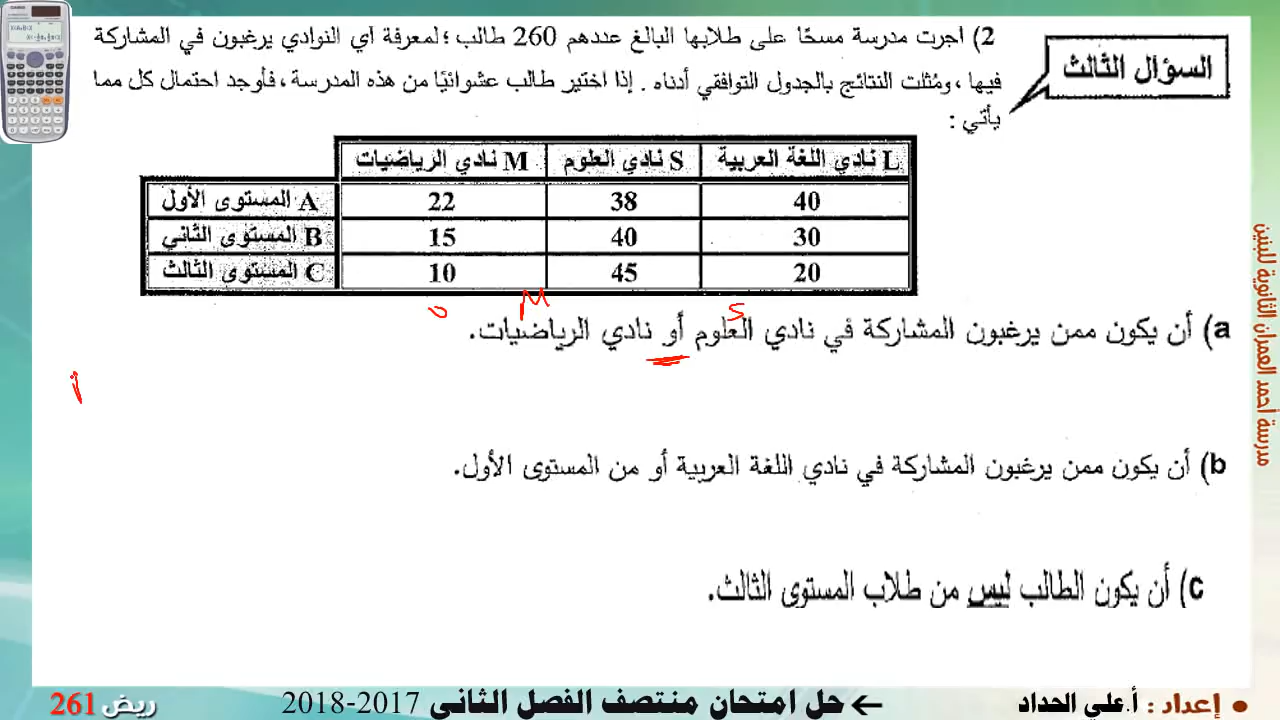 السؤال الثالث
2) اجرت مدرسة مسحًا على طلابها البالغ عددهم 260 طالب ؛ لمعرفة أي النوادي يرغبون في المشاركة
فيها ، ومُثلت النتائج بالجدول التوافقي أدناه . إذا اختير طالب عشوائيًا من هذه المدرسة ، فأوجد احتمال كل مما
يأتي :
L نادي اللغة العربية S نادي العلوم M نادي الرياضيات
A المستوى الأول 22 38 40
B المستوى الثاني 15 40 30
C المستوى الثالث 10 45 20
S M
a) أن يكون ممن يرغبون المشاركة في نادي العلوم أو نادي الرياضيات.
b) أن يكون ممن يرغبون المشاركة في نادي اللغة العربية أو من المستوى الأول.
c) أن يكون الطالب ليس من طلاب المستوى الثالث.
مدرسة أحمد العمران الثانوية للبنين
• إعداد : أ.علي الحداد ← حل امتحان منتصف الفصل الثاني 2017-2018 ريض 261